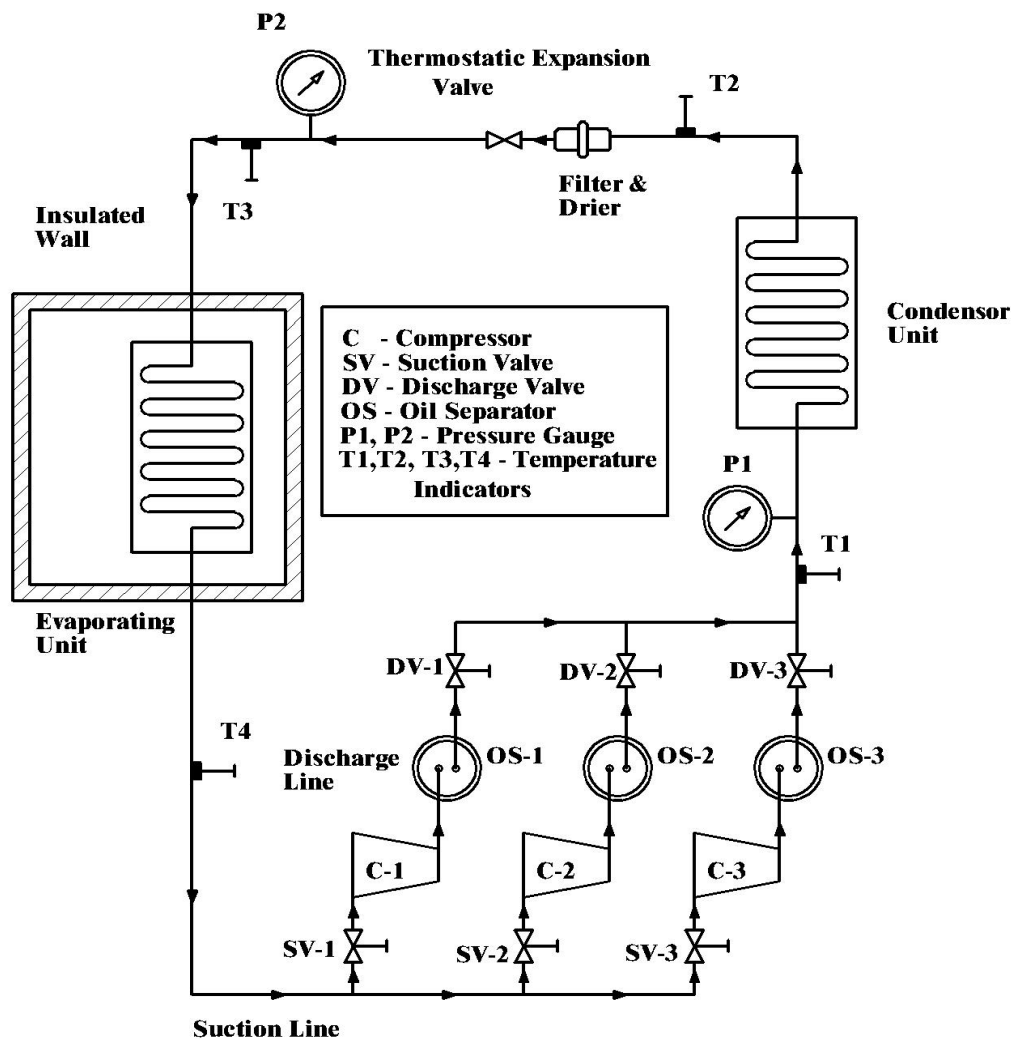 P2
Thermostatic Expansion
Valve
T2
T3
Filter &
Drier
Insulated
Wall
Condensor
Unit
C - Compressor
SV - Suction Valve
DV - Discharge Valve
OS - Oil Separator
P1, P2 - Pressure Gauge
T1,T2, T3,T4 - Temperature
Indicators
P1
T1
Evaporating
Unit
DV-1
DV-2
DV-3
T4
Discharge
Line
OS-1
OS-2
OS-3
C-1
C-2
C-3
SV-1
SV-2
SV-3
Suction Line